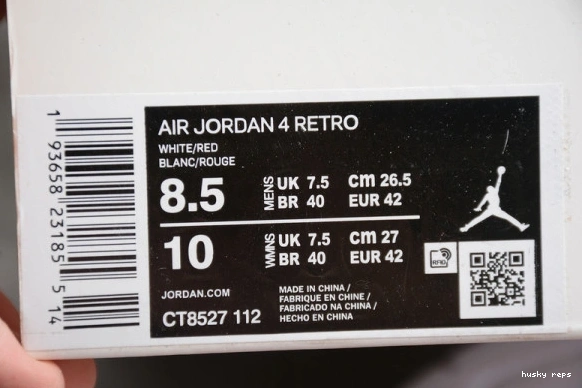 AIR JORDAN 4 RETRO
WHITE/RED
BLANC/ROUGE
8.5 MENS UK 7.5 cm 26.5
BR 40 EUR 42
10 WMNS UK 7.5 cm 27
BR 40 EUR 42
RFID
JORDAN.COM
MADE IN CHINA /
FABRIQUE EN CHINE /
FABRICADO NA CHINA /
HECHO EN CHINA
CT8527 112
1 93658 23185 5 14
husky reps